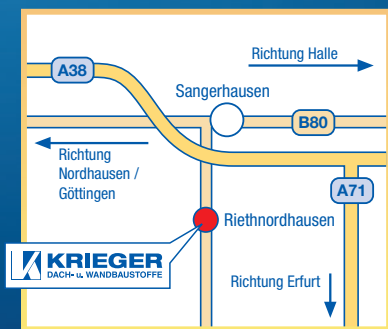 Richtung Halle
A38
Sangerhausen
B80
Richtung
Nordhausen /
Göttingen
A71
Riethnordhausen
KRIEGER
DACH- u. WANDBAUSTOFFE
Richtung Erfurt